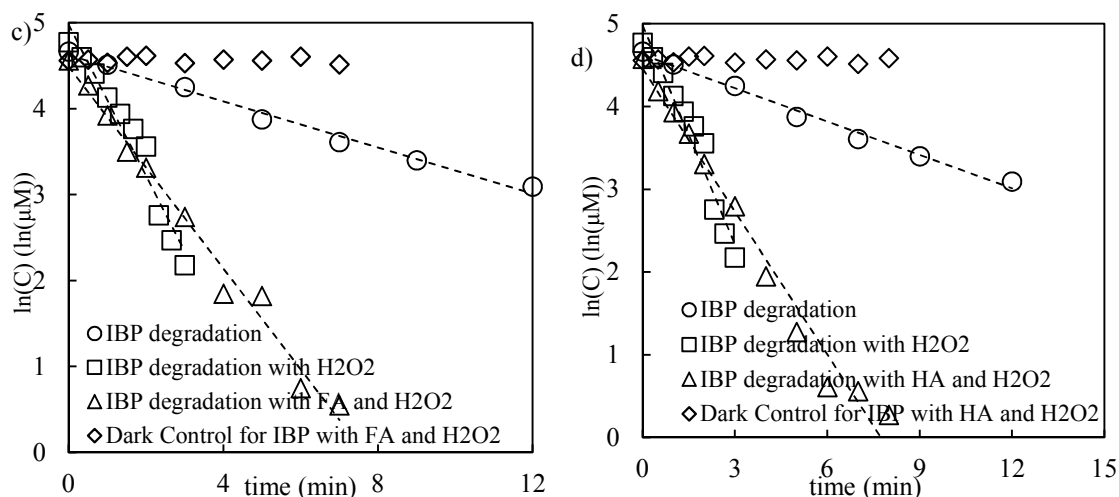 c)
5
4
3
2
1
0
ln(C) (ln(μM))
IBP degradation
IBP degradation with H2O2
IBP degradation with FA and H2O2
Dark Control for IBP with FA and H2O2
0
4
8
12
time (min)
d)
5
4
3
2
1
0
ln(C) (ln(μM))
IBP degradation
IBP degradation with H2O2
IBP degradation with HA and H2O2
Dark Control for IBP with HA and H2O2
0
3
6
9
12
15
time (min)